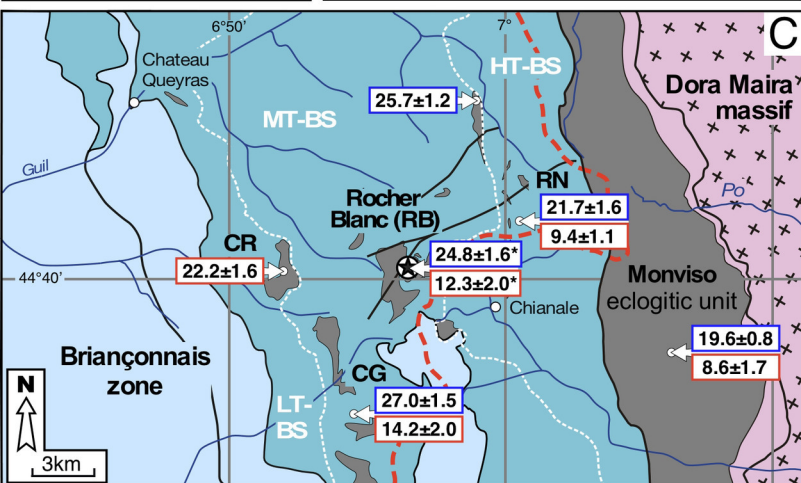 6°50'
7°
C
Chateau
Queyras
HT-BS
Dora Maira
massif
25.7±1.2
MT-BS
Guil
RN
Po
Rocher
Blanc (RB)
21.7±1.6
9.4±1.1
CR
24.8±1.6*
22.2±1.6
12.3±2.0*
44°40'
Monviso
eclogitic unit
Chianale
19.6±0.8
8.6±1.7
Briançonnais
zone
N
CG
27.0±1.5
14.2±2.0
LT-
BS
3km